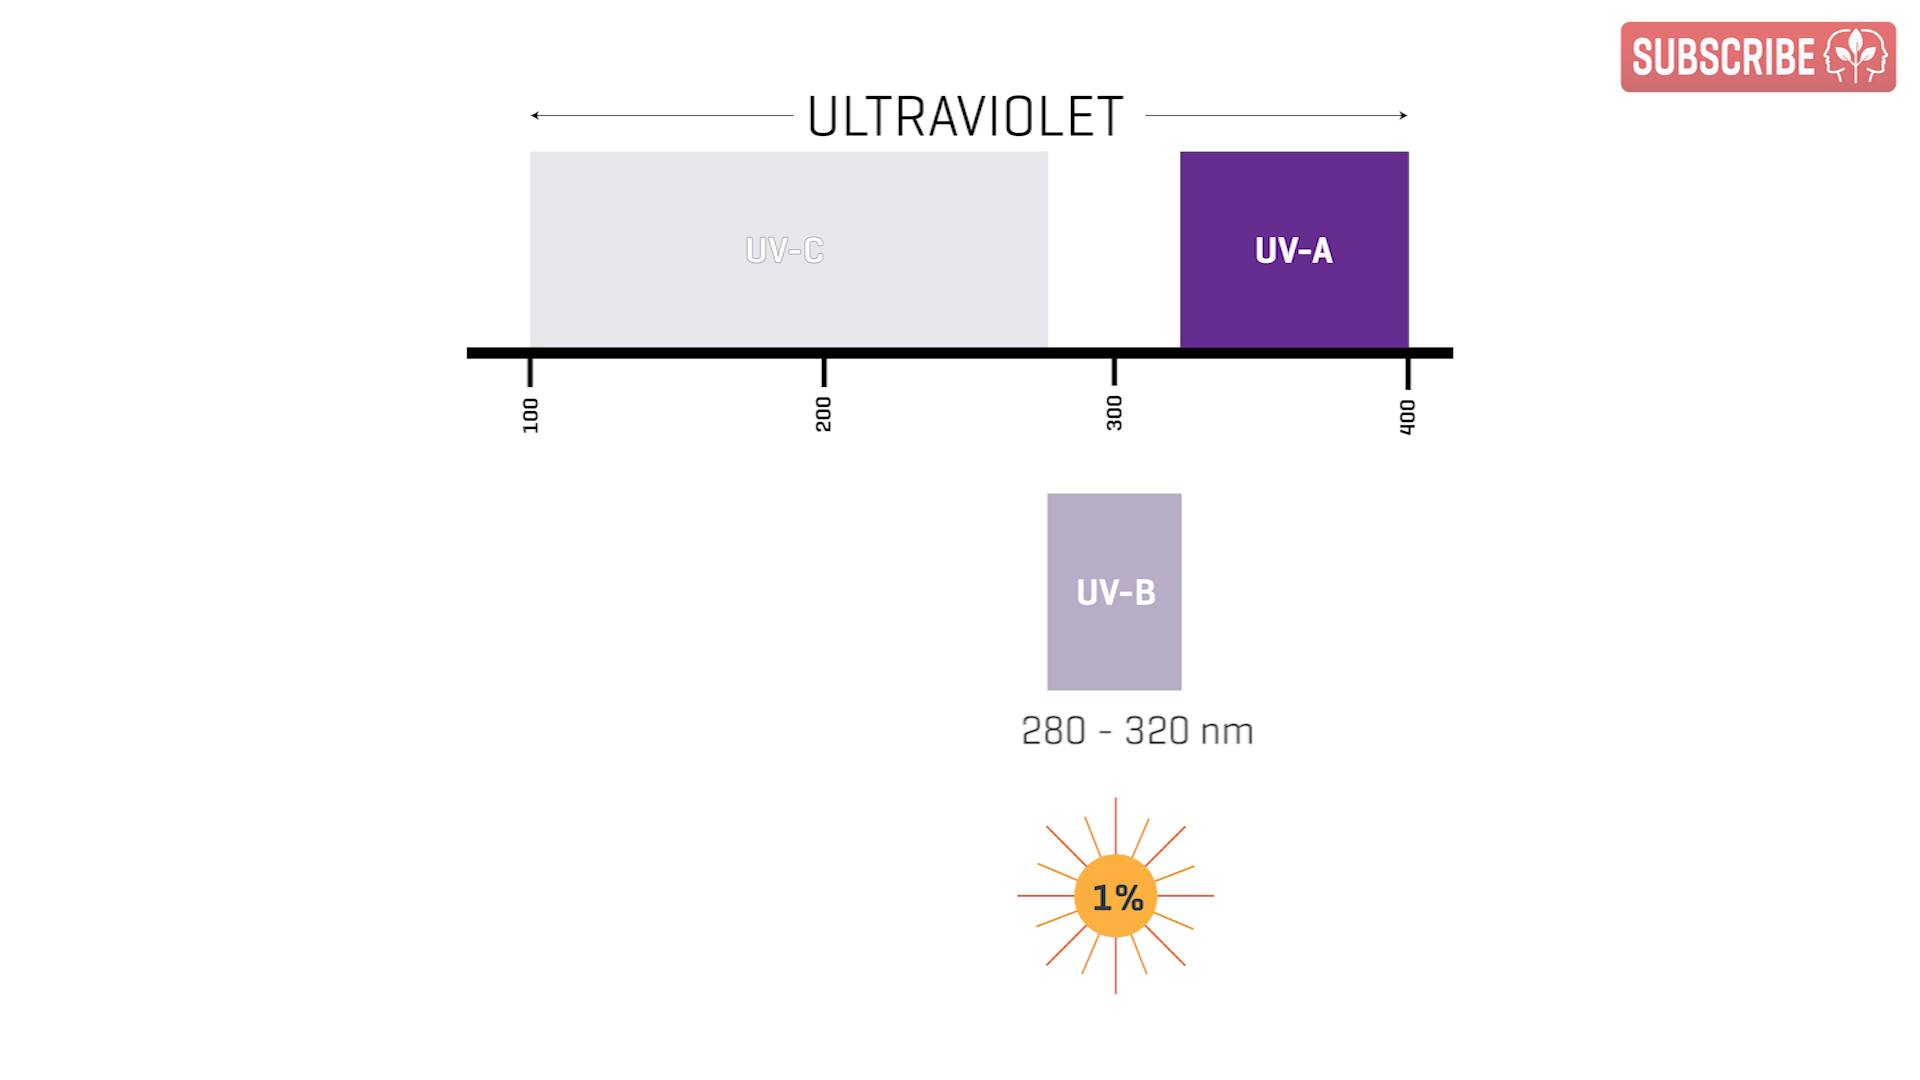 SUBSCRIBE
ULTRAVIOLET
UV-C
UV-A
100
200
300
400
UV-B
280 - 320 nm
1%